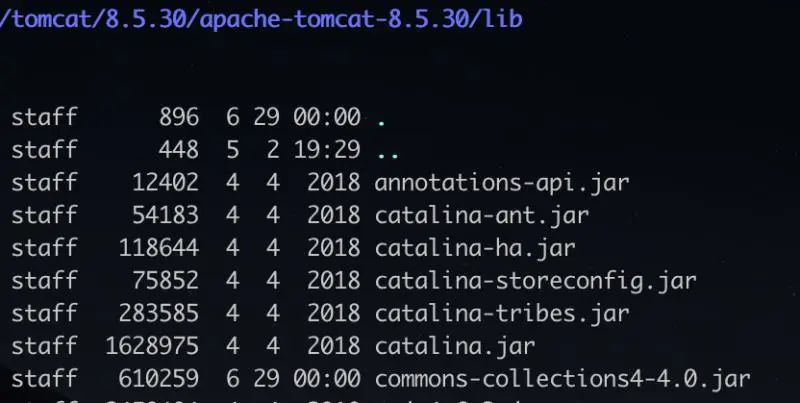 /tomcat/8.5.30/apache-tomcat-8.5.30/lib
staff 896 6 29 00:00 .
staff 448 5 2 19:29 ..
staff 12402 4 4 2018 annotations-api.jar
staff 54183 4 4 2018 catalina-ant.jar
staff 118644 4 4 2018 catalina-ha.jar
staff 75852 4 4 2018 catalina-storeconfig.jar
staff 283585 4 4 2018 catalina-tribes.jar
staff 1628975 4 4 2018 catalina.jar
staff 610259 6 29 00:00 commons-collections4-4.0.jar